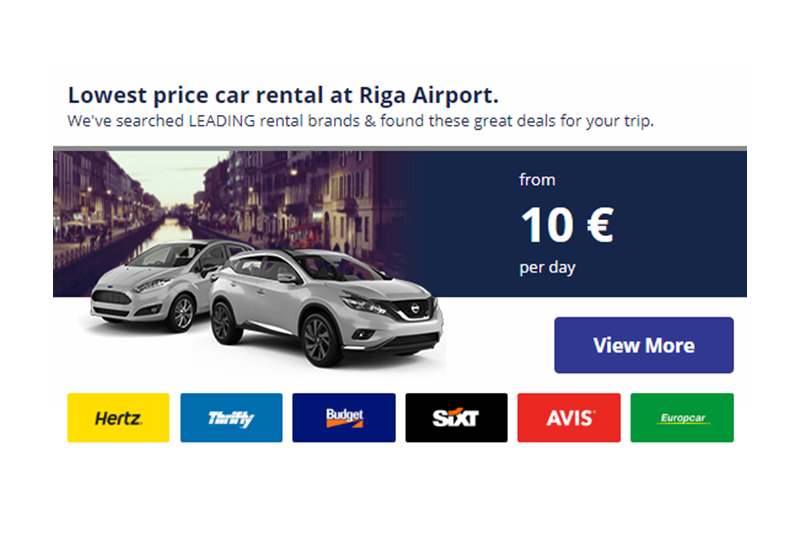 Lowest price car rental at Riga Airport.
We've searched LEADING rental brands & found these great deals for your trip.
from
10 €
per day
View More
Hertz.
Thrifty
Budget
SIXT
AVIS
Europcar